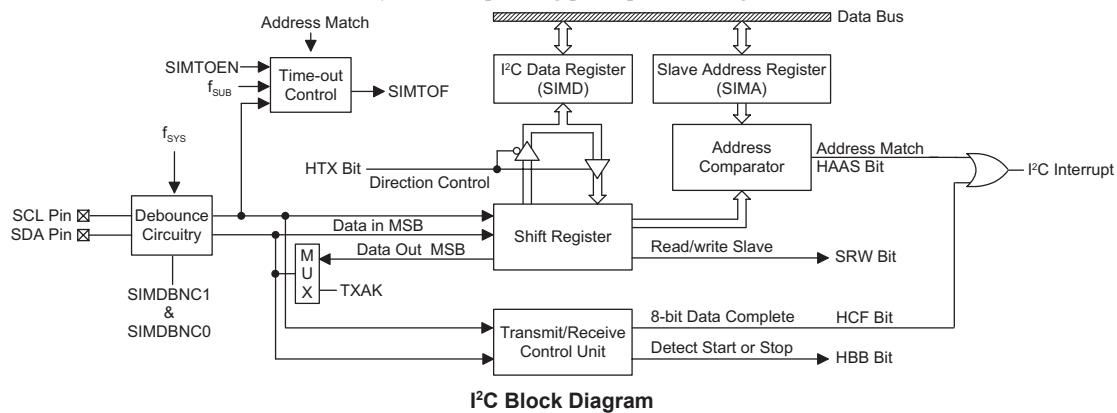 Data Bus
Address Match
SIMTOEN
f_SUB
Time-out
Control
SIMTOF
I²C Data Register
(SIMD)
Slave Address Register
(SIMA)
f_SYS
HTX Bit
Direction Control
Address
Comparator
Address Match
HAAS Bit
I²C Interrupt
SCL Pin
SDA Pin
Debounce
Circuitry
Data in MSB
Shift Register
Data Out MSB
Read/write Slave
SRW Bit
M
U
X
TXAK
SIMDBNC1
&
SIMDBNC0
Transmit/Receive
Control Unit
8-bit Data Complete
HCF Bit
Detect Start or Stop
HBB Bit
I²C Block Diagram